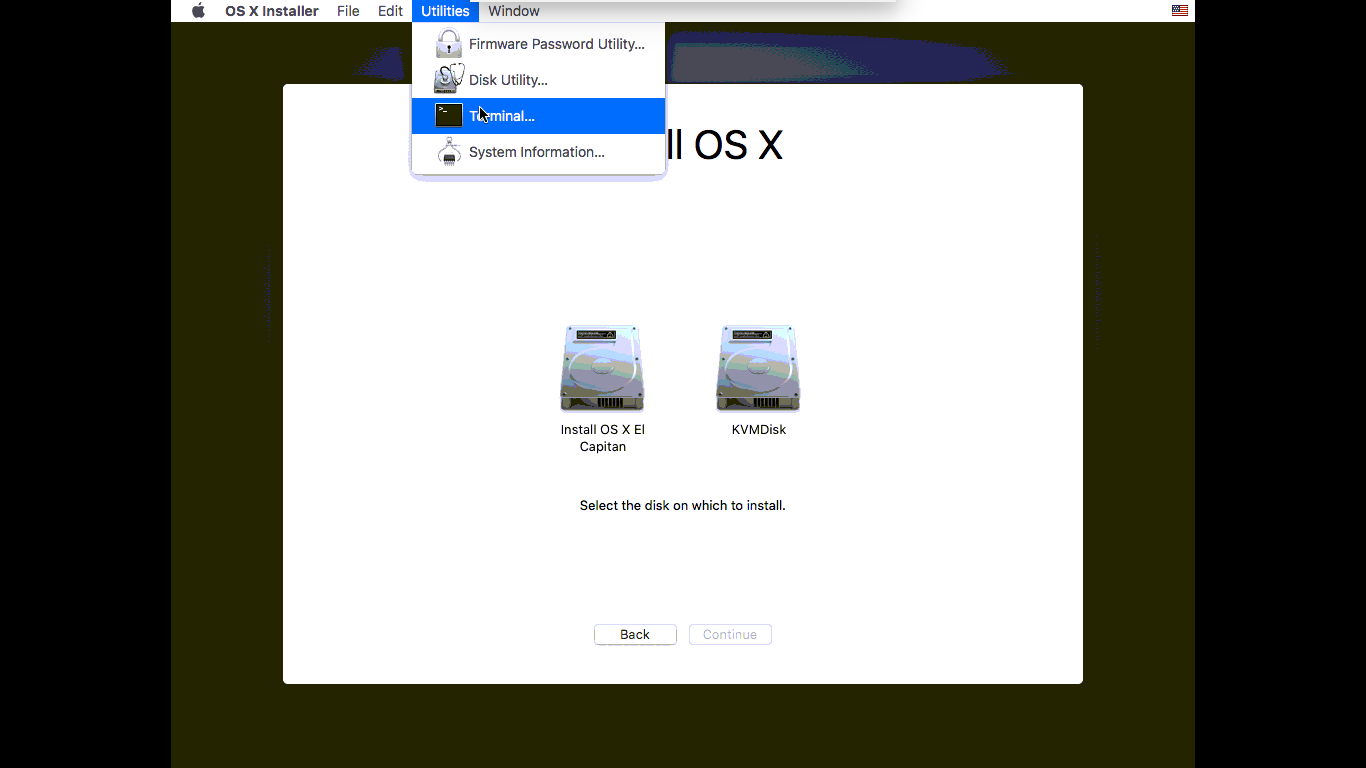 OS X Installer File Edit Utilities Window
Firmware Password Utility...
Disk Utility...
Terminal...
System Information...
ll OS X
Install OS X El
Capitan
KVMDisk
Select the disk on which to install.
Back Continue